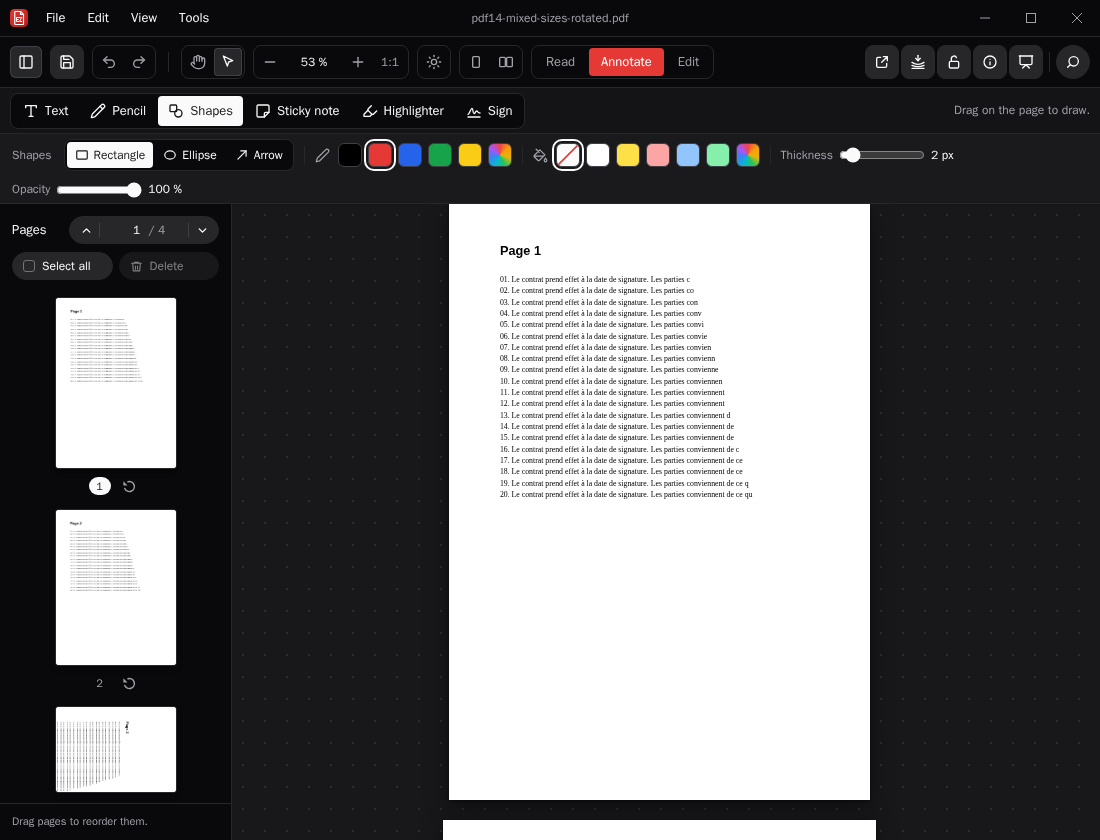 File Edit View Tools pdf14-mixed-sizes-rotated.pdf
53 % 1:1 Read Annotate Edit
Text Pencil Shapes Sticky note Highlighter Sign Drag on the page to draw.
Shapes Rectangle Ellipse Arrow Thickness 2 px
Opacity 100 %
Pages 1 / 4
Select all Delete
Page 1
1
Page 2
2
Drag pages to reorder them.
Page 1
01. Le contrat prend effet à la date de signature. Les parties c
02. Le contrat prend effet à la date de signature. Les parties co
03. Le contrat prend effet à la date de signature. Les parties con
04. Le contrat prend effet à la date de signature. Les parties conv
05. Le contrat prend effet à la date de signature. Les parties convi
06. Le contrat prend effet à la date de signature. Les parties convie
07. Le contrat prend effet à la date de signature. Les parties convien
08. Le contrat prend effet à la date de signature. Les parties convienn
09. Le contrat prend effet à la date de signature. Les parties convienne
10. Le contrat prend effet à la date de signature. Les parties conviennen
11. Le contrat prend effet à la date de signature. Les parties conviennent
12. Le contrat prend effet à la date de signature. Les parties conviennent
13. Le contrat prend effet à la date de signature. Les parties conviennent d
14. Le contrat prend effet à la date de signature. Les parties conviennent de
15. Le contrat prend effet à la date de signature. Les parties conviennent de
16. Le contrat prend effet à la date de signature. Les parties conviennent de c
17. Le contrat prend effet à la date de signature. Les parties conviennent de ce
18. Le contrat prend effet à la date de signature. Les parties conviennent de ce
19. Le contrat prend effet à la date de signature. Les parties conviennent de ce q
20. Le contrat prend effet à la date de signature. Les parties conviennent de ce qu